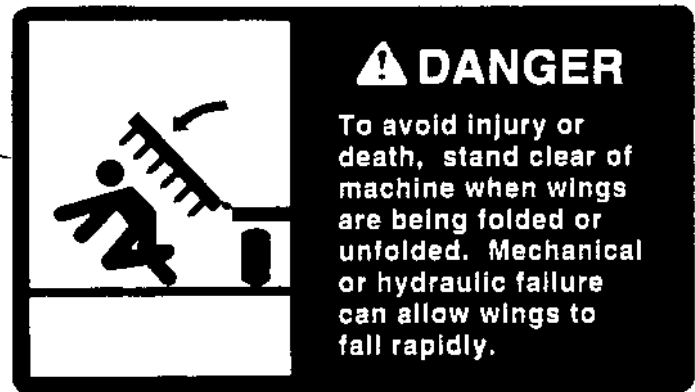 DANGER
To avoid injury or
death, stand clear of
machine when wings
are being folded or
unfolded. Mechanical
or hydraulic failure
can allow wings to
fall rapidly.